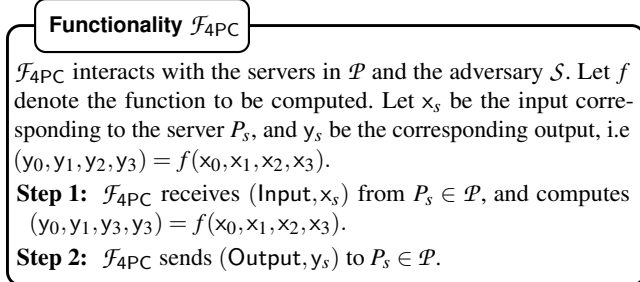 Functionality ℱ4PC
ℱ4PC interacts with the servers in 𝒫 and the adversary 𝒮. Let f
denote the function to be computed. Let xs be the input corre-
sponding to the server Ps, and ys be the corresponding output, i.e
(y0,y1,y2,y3) = f(x0,x1,x2,x3).
Step 1: ℱ4PC receives (Input,xs) from Ps ∈ 𝒫, and computes
(y0,y1,y3,y3) = f(x0,x1,x2,x3).
Step 2: ℱ4PC sends (Output,ys) to Ps ∈ 𝒫.